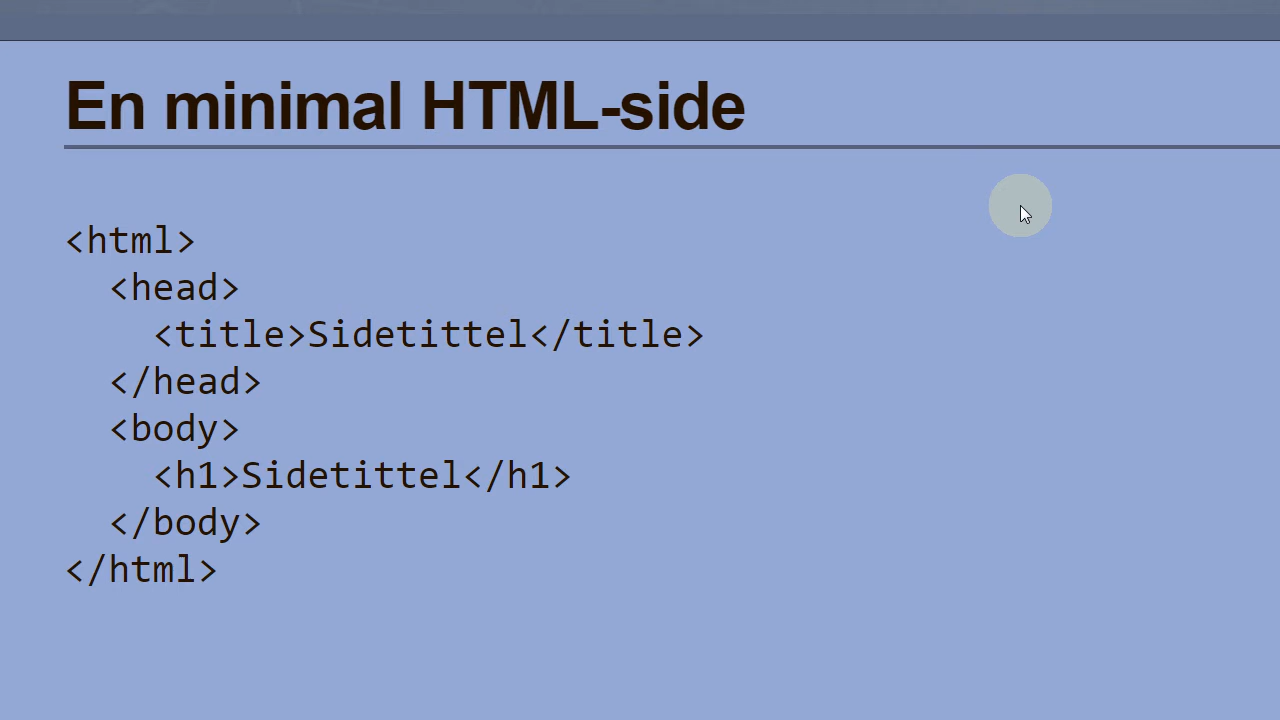 En minimal HTML-side
<html>
  <head>
    <title>Sidetittel</title>
  </head>
  <body>
    <h1>Sidetittel</h1>
  </body>
</html>